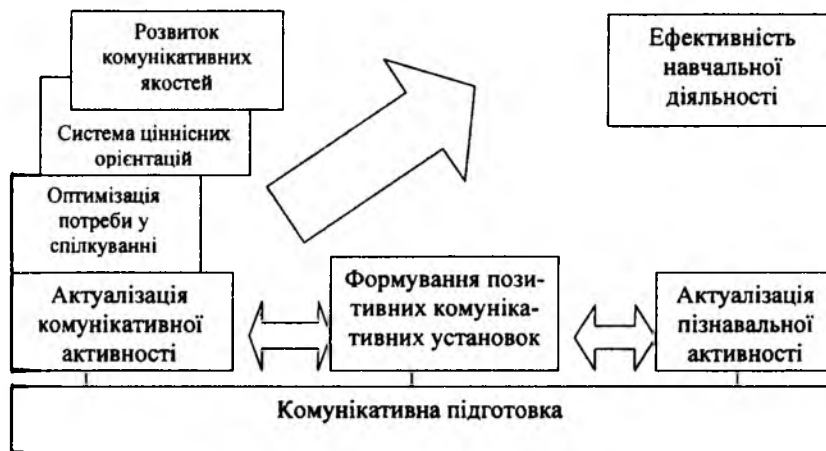 Розвиток
комунікативних
якостей
Ефективність
навчальної
діяльності
Система ціннісних
орієнтацій
Оптимізація
потреби у
спілкуванні
Актуалізація
комунікативної
активності
Формування пози-
тивних комуніка-
тивних установок
Актуалізація
пізнавальної
активності
Комунікативна підготовка